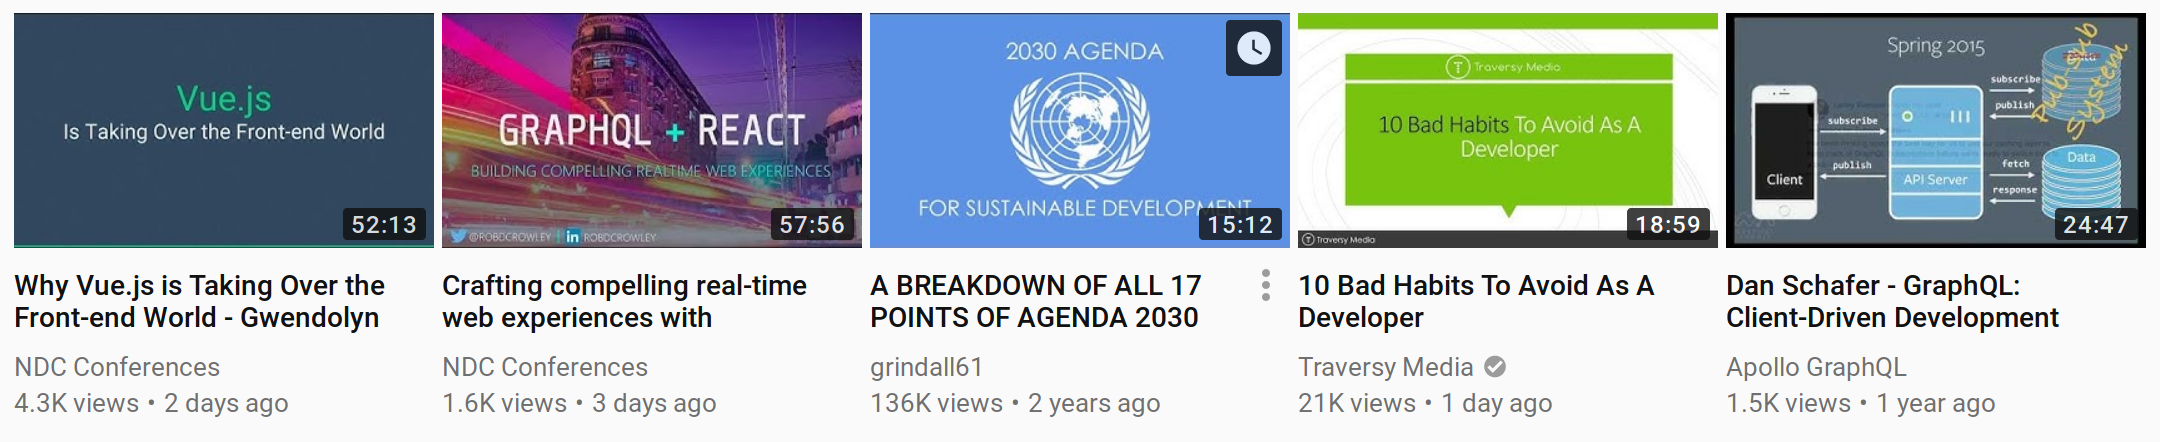 Vue.js
Is Taking Over the Front-end World
52:13
Why Vue.js is Taking Over the
Front-end World - Gwendolyn
NDC Conferences
4.3K views • 2 days ago
GRAPHQL + REACT
BUILDING COMPELLING REALTIME WEB EXPERIENCES
@ROBDCROWLEY
in ROBDCROWLEY
57:56
Crafting compelling real-time
web experiences with
NDC Conferences
1.6K views • 3 days ago
2030 AGENDA
FOR SUSTAINABLE DEVELOPMENT
15:12
A BREAKDOWN OF ALL 17
POINTS OF AGENDA 2030
grindall61
136K views • 2 years ago
T Traversy Media
10 Bad Habits To Avoid As A
Developer
T Traversy Media
18:59
10 Bad Habits To Avoid As A
Developer
Traversy Media
21K views • 1 day ago
Spring 2015
Pub-sub
System
subscribe
publish
subscribe
publish
Client
API Server
fetch
response
Data
24:47
Dan Schafer - GraphQL:
Client-Driven Development
Apollo GraphQL
1.5K views • 1 year ago